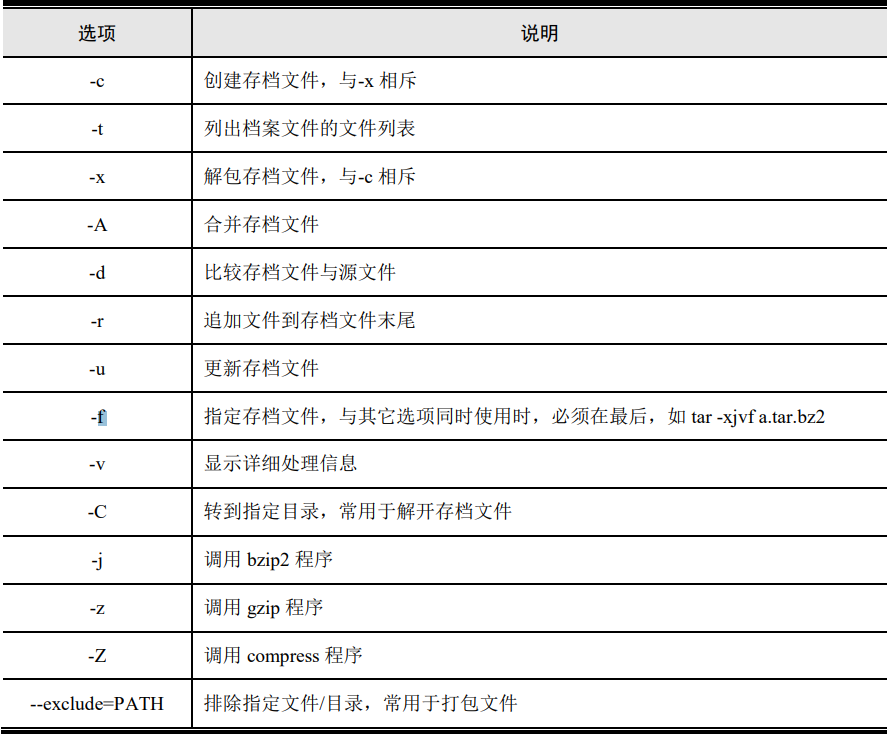 选项 说明
-c 创建存档文件，与-x 相斥
-t 列出档案文件的文件列表
-x 解包存档文件，与-c 相斥
-A 合并存档文件
-d 比较存档文件与源文件
-r 追加文件到存档文件末尾
-u 更新存档文件
-f 指定存档文件，与其它选项同时使用时，必须在最后，如 tar -xjvf a.tar.bz2
-v 显示详细处理信息
-C 转到指定目录，常用于解开存档文件
-j 调用 bzip2 程序
-z 调用 gzip 程序
-Z 调用 compress 程序
--exclude=PATH 排除指定文件/目录，常用于打包文件